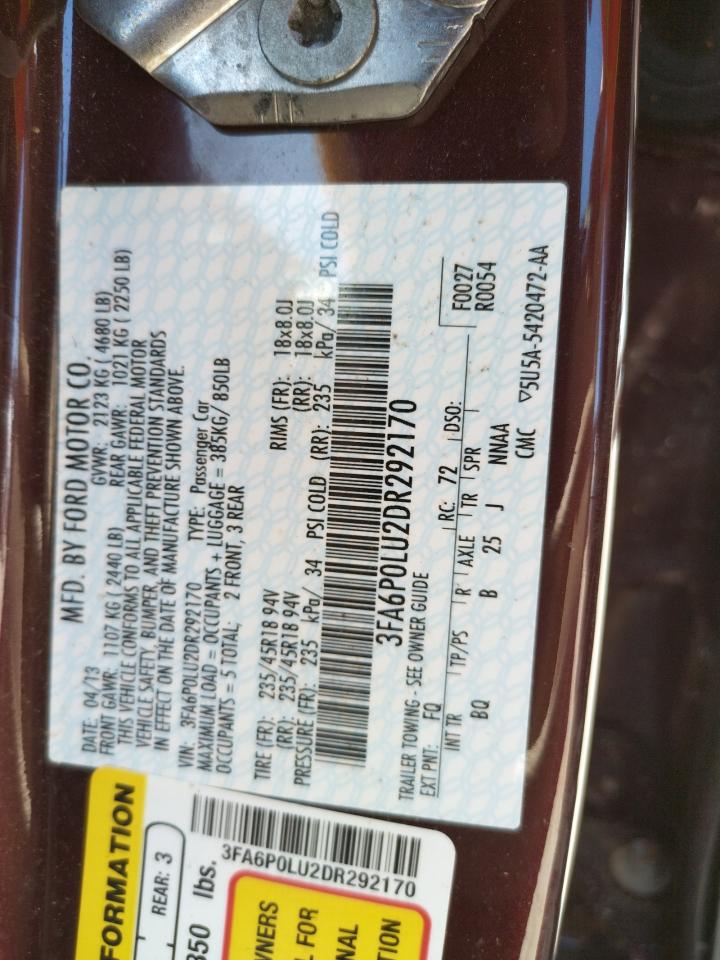 MFD. BY FORD MOTOR CO.
DATE: 04/13 GVWR: 2123 KG ( 4680 LB)
FRONT GAWR: 1107 KG ( 2440 LB) REAR GAWR: 1021 KG ( 2250 LB)
THIS VEHICLE CONFORMS TO ALL APPLICABLE FEDERAL MOTOR
VEHICLE SAFETY, BUMPER, AND THEFT PREVENTION STANDARDS
IN EFFECT ON THE DATE OF MANUFACTURE SHOWN ABOVE.
VIN: 3FA6P0LU2DR292170 TYPE: Passenger Car
MAXIMUM LOAD = OCCUPANTS + LUGGAGE = 385KG/ 850LB
OCCUPANTS = 5 TOTAL; 2 FRONT, 3 REAR
TIRE (FR): 235/45R18 94V RIMS (FR): 18x8.0J
(RR): 235/45R18 94V (RR): 18x8.0J
PRESSURE (FR): 235 kPa/ 34 PSI COLD (RR): 235 kPa/ 34 PSI COLD
3FA6P0LU2DR292170
TRAILER TOWING - SEE OWNER GUIDE
EXT PNT: FQ RC: 72 DSO: F0027
R0054
INT TR TP/PS R AXLE TR SPR
BQ B 25 J NNAA
CMC ▽5U5A-5420472-AA
FORMATION
REAR: 3
850 lbs.
3FA6P0LU2DR292170
WNERS
L FOR
NAL
TION